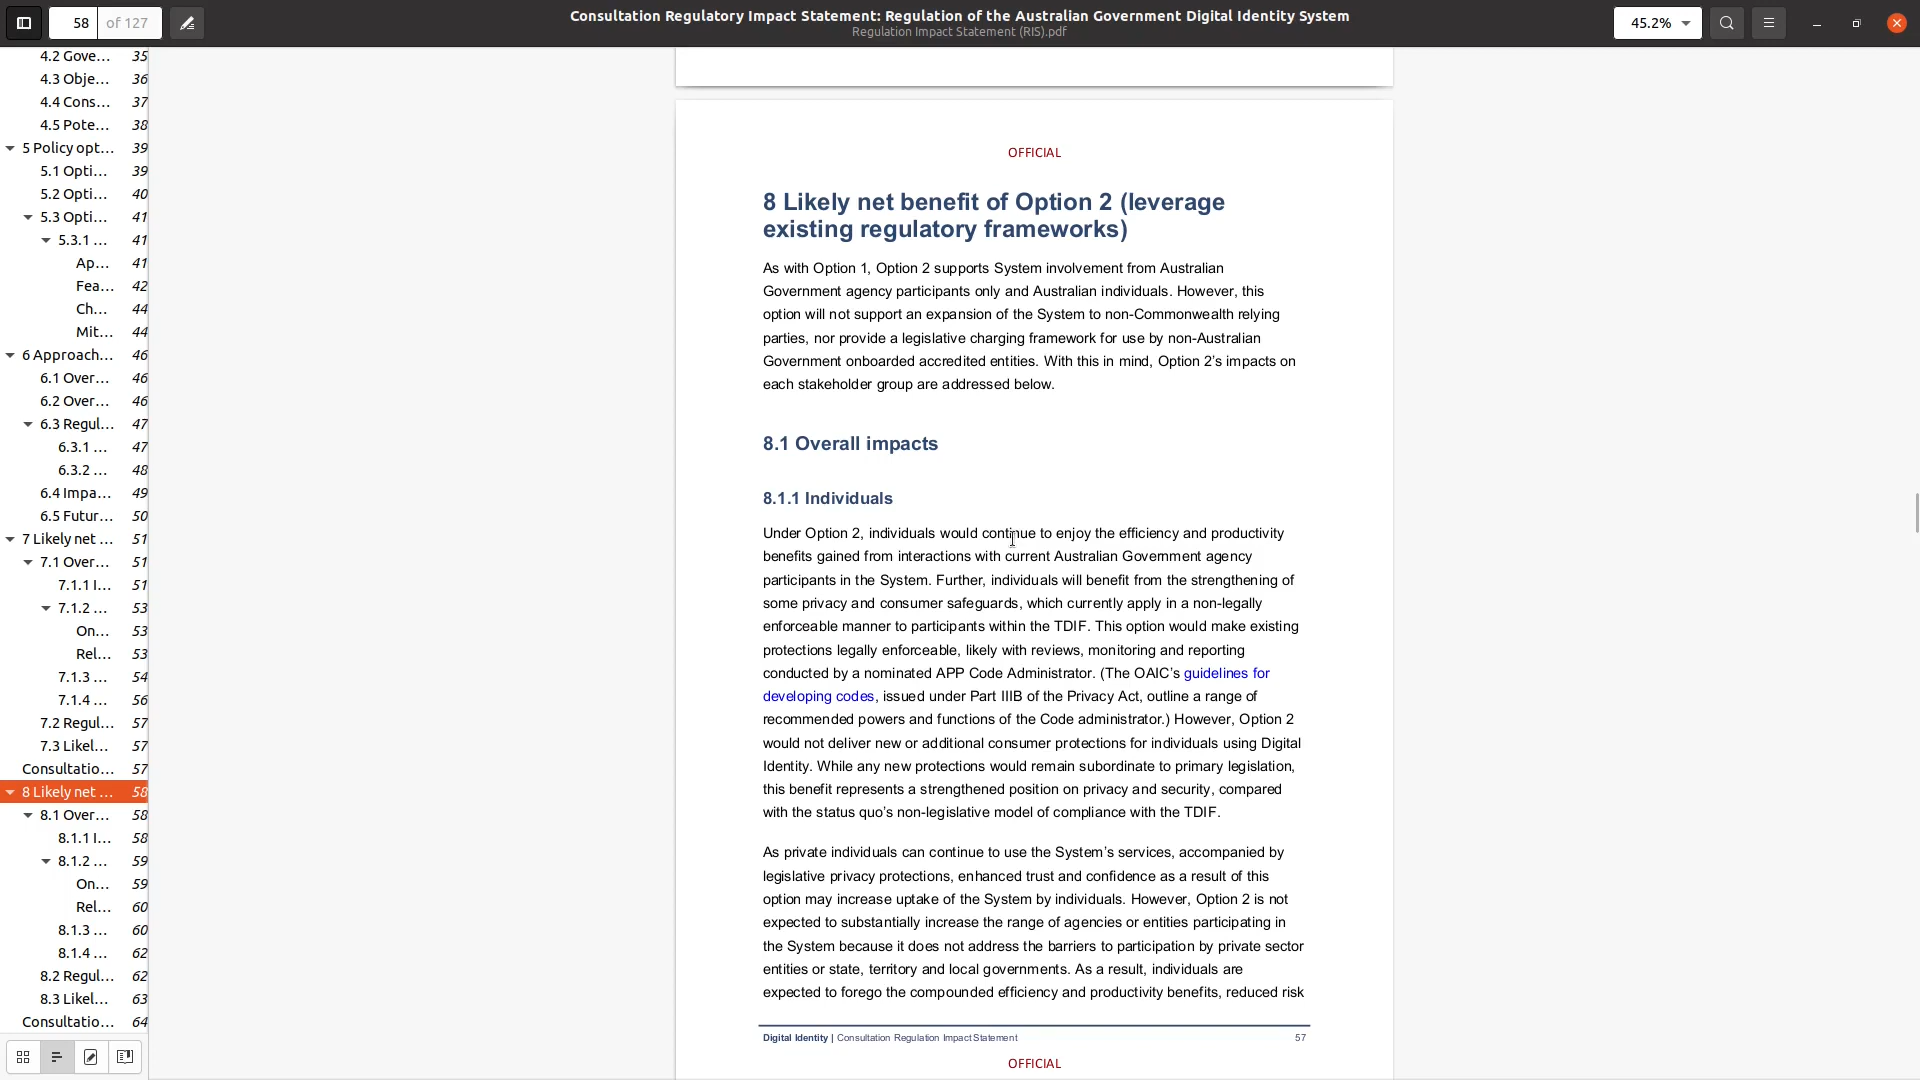 58
of 127
Consultation Regulatory Impact Statement: Regulation of the Australian Government Digital Identity System
Regulation Impact Statement (RIS).pdf
45.2%
4.2 Gove… 35
4.3 Obje… 36
4.4 Cons… 37
4.5 Pote… 38
5 Policy opt… 39
5.1 Opti… 39
5.2 Opti… 40
5.3 Opti… 41
5.3.1 … 41
Ap… 41
Fea… 42
Ch… 44
Mit… 44
6 Approach… 46
6.1 Over… 46
6.2 Over… 46
6.3 Regul… 47
6.3.1 … 47
6.3.2 … 48
6.4 Impa… 49
6.5 Futur… 50
7 Likely net … 51
7.1 Over… 51
7.1.1 I… 51
7.1.2 … 53
On… 53
Rel… 53
7.1.3 … 54
7.1.4 … 56
7.2 Regul… 57
7.3 Likel… 57
Consultatio… 57
8 Likely net … 58
8.1 Over… 58
8.1.1 I… 58
8.1.2 … 59
On… 59
Rel… 60
8.1.3 … 60
8.1.4 … 62
8.2 Regul… 62
8.3 Likel… 63
Consultatio… 64
OFFICIAL
8 Likely net benefit of Option 2 (leverage
existing regulatory frameworks)
As with Option 1, Option 2 supports System involvement from Australian
Government agency participants only and Australian individuals. However, this
option will not support an expansion of the System to non-Commonwealth relying
parties, nor provide a legislative charging framework for use by non-Australian
Government onboarded accredited entities. With this in mind, Option 2’s impacts on
each stakeholder group are addressed below.
8.1 Overall impacts
8.1.1 Individuals
Under Option 2, individuals would continue to enjoy the efficiency and productivity
benefits gained from interactions with current Australian Government agency
participants in the System. Further, individuals will benefit from the strengthening of
some privacy and consumer safeguards, which currently apply in a non-legally
enforceable manner to participants within the TDIF. This option would make existing
protections legally enforceable, likely with reviews, monitoring and reporting
conducted by a nominated APP Code Administrator. (The OAIC’s guidelines for
developing codes, issued under Part IIIB of the Privacy Act, outline a range of
recommended powers and functions of the Code administrator.) However, Option 2
would not deliver new or additional consumer protections for individuals using Digital
Identity. While any new protections would remain subordinate to primary legislation,
this benefit represents a strengthened position on privacy and security, compared
with the status quo’s non-legislative model of compliance with the TDIF.
As private individuals can continue to use the System’s services, accompanied by
legislative privacy protections, enhanced trust and confidence as a result of this
option may increase uptake of the System by individuals. However, Option 2 is not
expected to substantially increase the range of agencies or entities participating in
the System because it does not address the barriers to participation by private sector
entities or state, territory and local governments. As a result, individuals are
expected to forego the compounded efficiency and productivity benefits, reduced risk
Digital Identity | Consultation Regulation Impact Statement 57
OFFICIAL